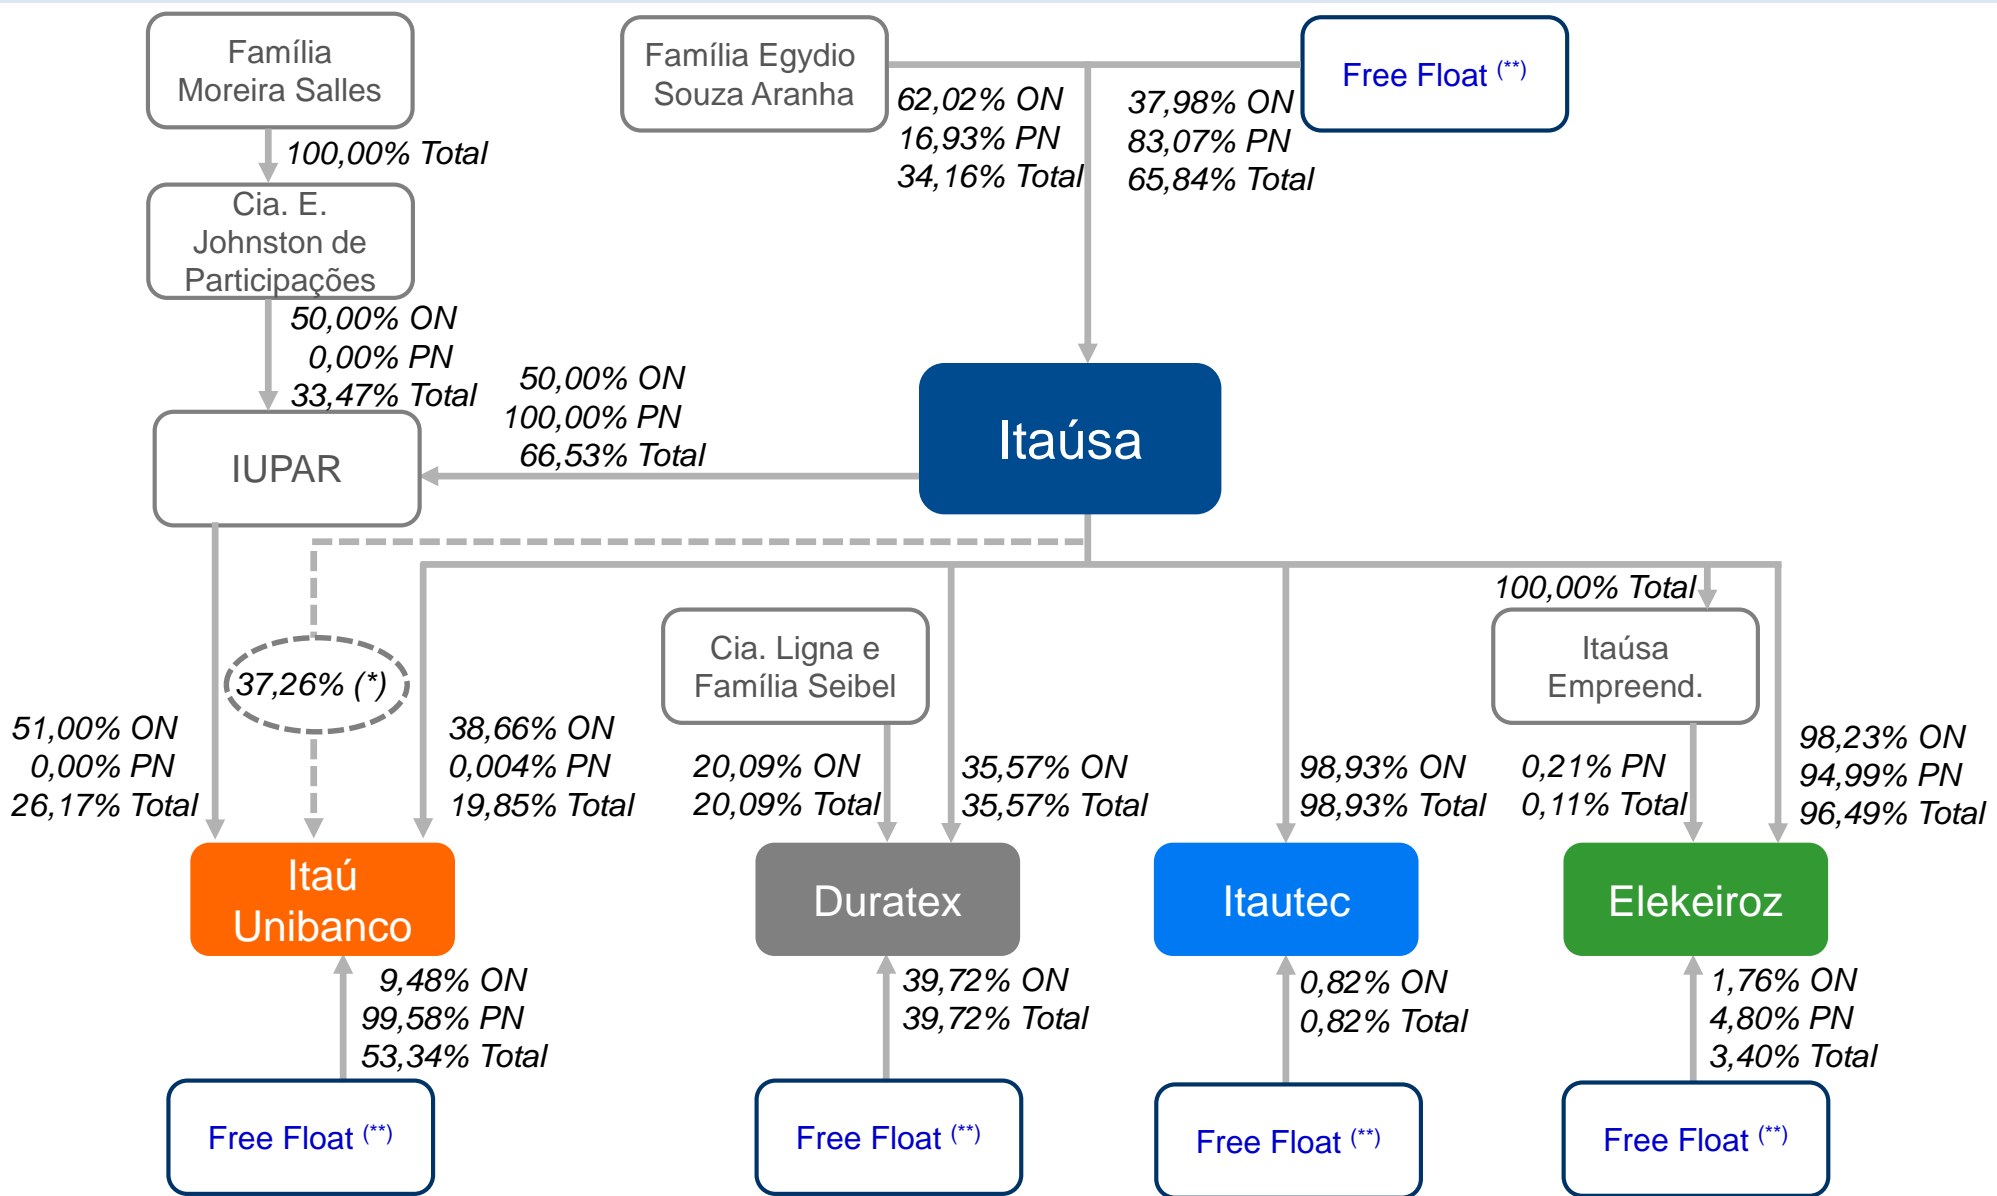 Família
Moreira Salles
Família Egydio
Souza Aranha
Free Float (**)
62,02% ON
16,93% PN
34,16% Total
37,98% ON
83,07% PN
65,84% Total
100,00% Total
Cia. E.
Johnston de
Participações
50,00% ON
0,00% PN
33,47% Total
50,00% ON
100,00% PN
66,53% Total
Itaúsa
IUPAR
100,00% Total
37,26% (*)
Cia. Ligna e
Família Seibel
Itaúsa
Empreend.
51,00% ON
0,00% PN
26,17% Total
38,66% ON
0,004% PN
19,85% Total
20,09% ON
20,09% Total
35,57% ON
35,57% Total
98,93% ON
98,93% Total
0,21% PN
0,11% Total
98,23% ON
94,99% PN
96,49% Total
Itaú
Unibanco
Duratex
Itautec
Elekeiroz
9,48% ON
99,58% PN
53,34% Total
39,72% ON
39,72% Total
0,82% ON
0,82% Total
1,76% ON
4,80% PN
3,40% Total
Free Float (**)
Free Float (**)
Free Float (**)
Free Float (**)